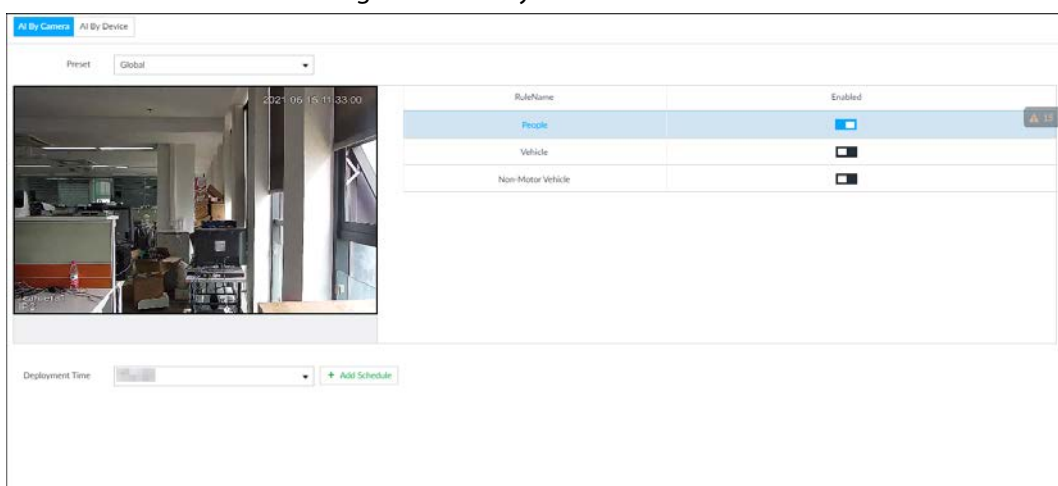 AI By Camera AI By Device
Preset Global
2021-06-15 11:33:00
RuleName Enabled
People
15
Vehicle
Non-Motor Vehicle
Deployment Time + Add Schedule